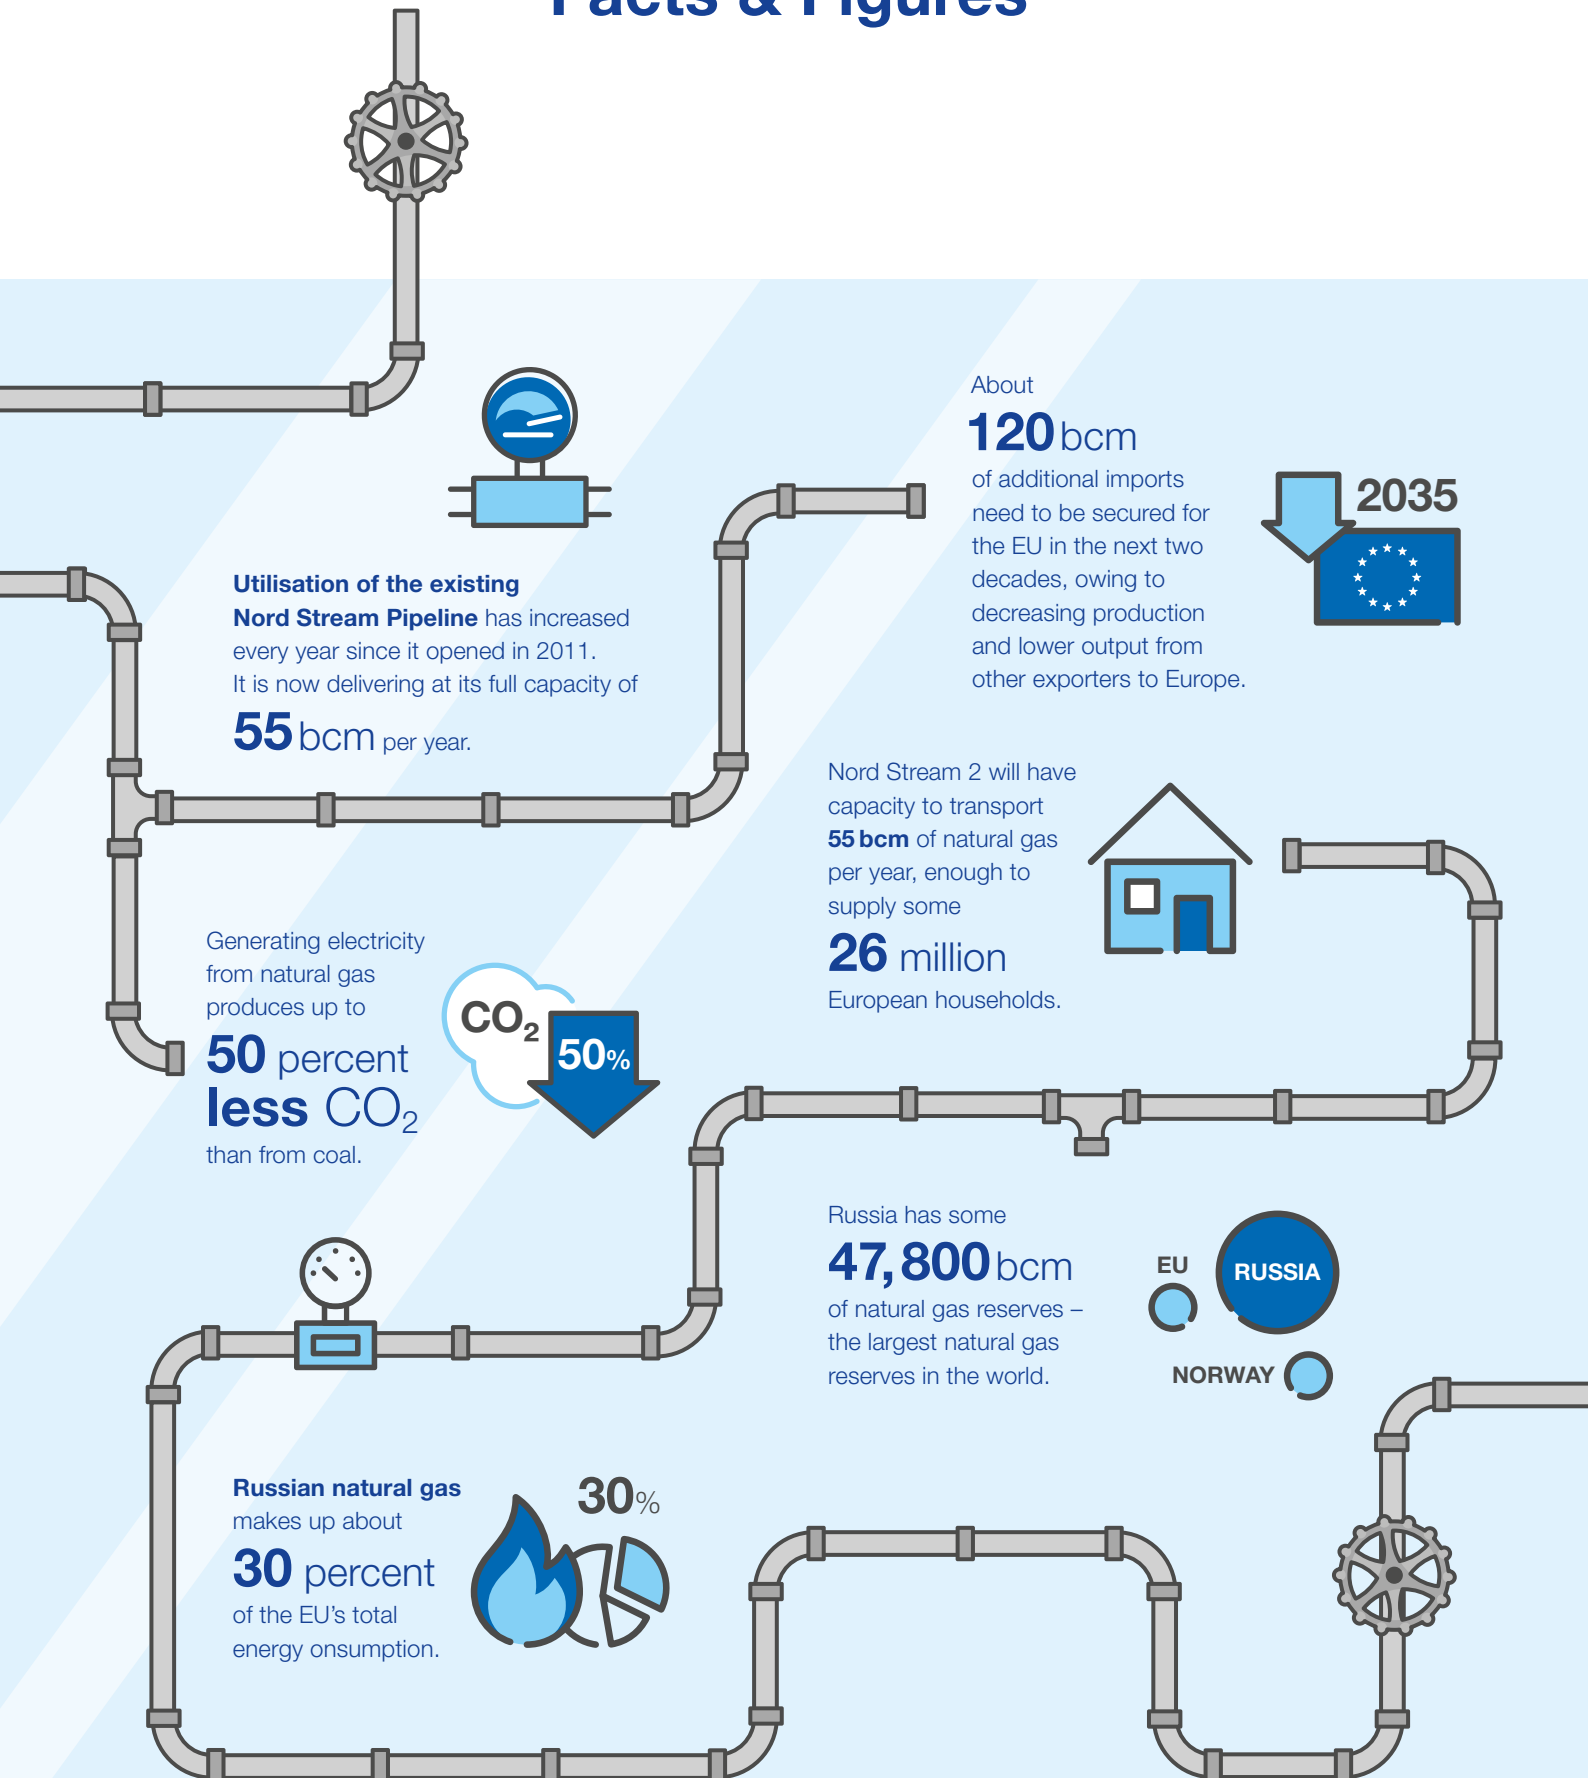 Facts & Figures
Utilisation of the existing
Nord Stream Pipeline has increased
every year since it opened in 2011.
It is now delivering at its full capacity of
55 bcm per year.
About
120 bcm
of additional imports
need to be secured for
the EU in the next two
decades, owing to
decreasing production
and lower output from
other exporters to Europe.
2035
Nord Stream 2 will have
capacity to transport
55 bcm of natural gas
per year, enough to
supply some
26 million
European households.
Generating electricity
from natural gas
produces up to
50 percent
less CO₂
than from coal.
CO₂
50%
Russia has some
47,800 bcm
of natural gas reserves –
the largest natural gas
reserves in the world.
EU
RUSSIA
NORWAY
Russian natural gas
makes up about
30 percent
of the EU’s total
energy onsumption.
30%